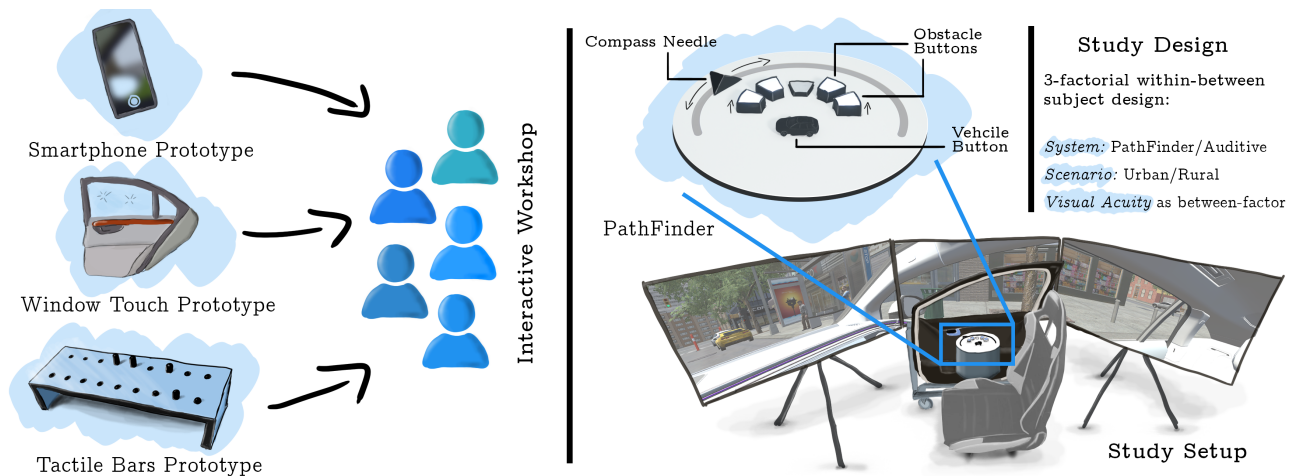 Smartphone Prototype
Window Touch Prototype
Tactile Bars Prototype
Interactive Workshop
Compass Needle
Obstacle
Buttons
Vehcile
Button
PathFinder
Study Design
3-factorial within-between
subject design:
System: PathFinder/Auditive
Scenario: Urban/Rural
Visual Acuity as between-factor
Study Setup